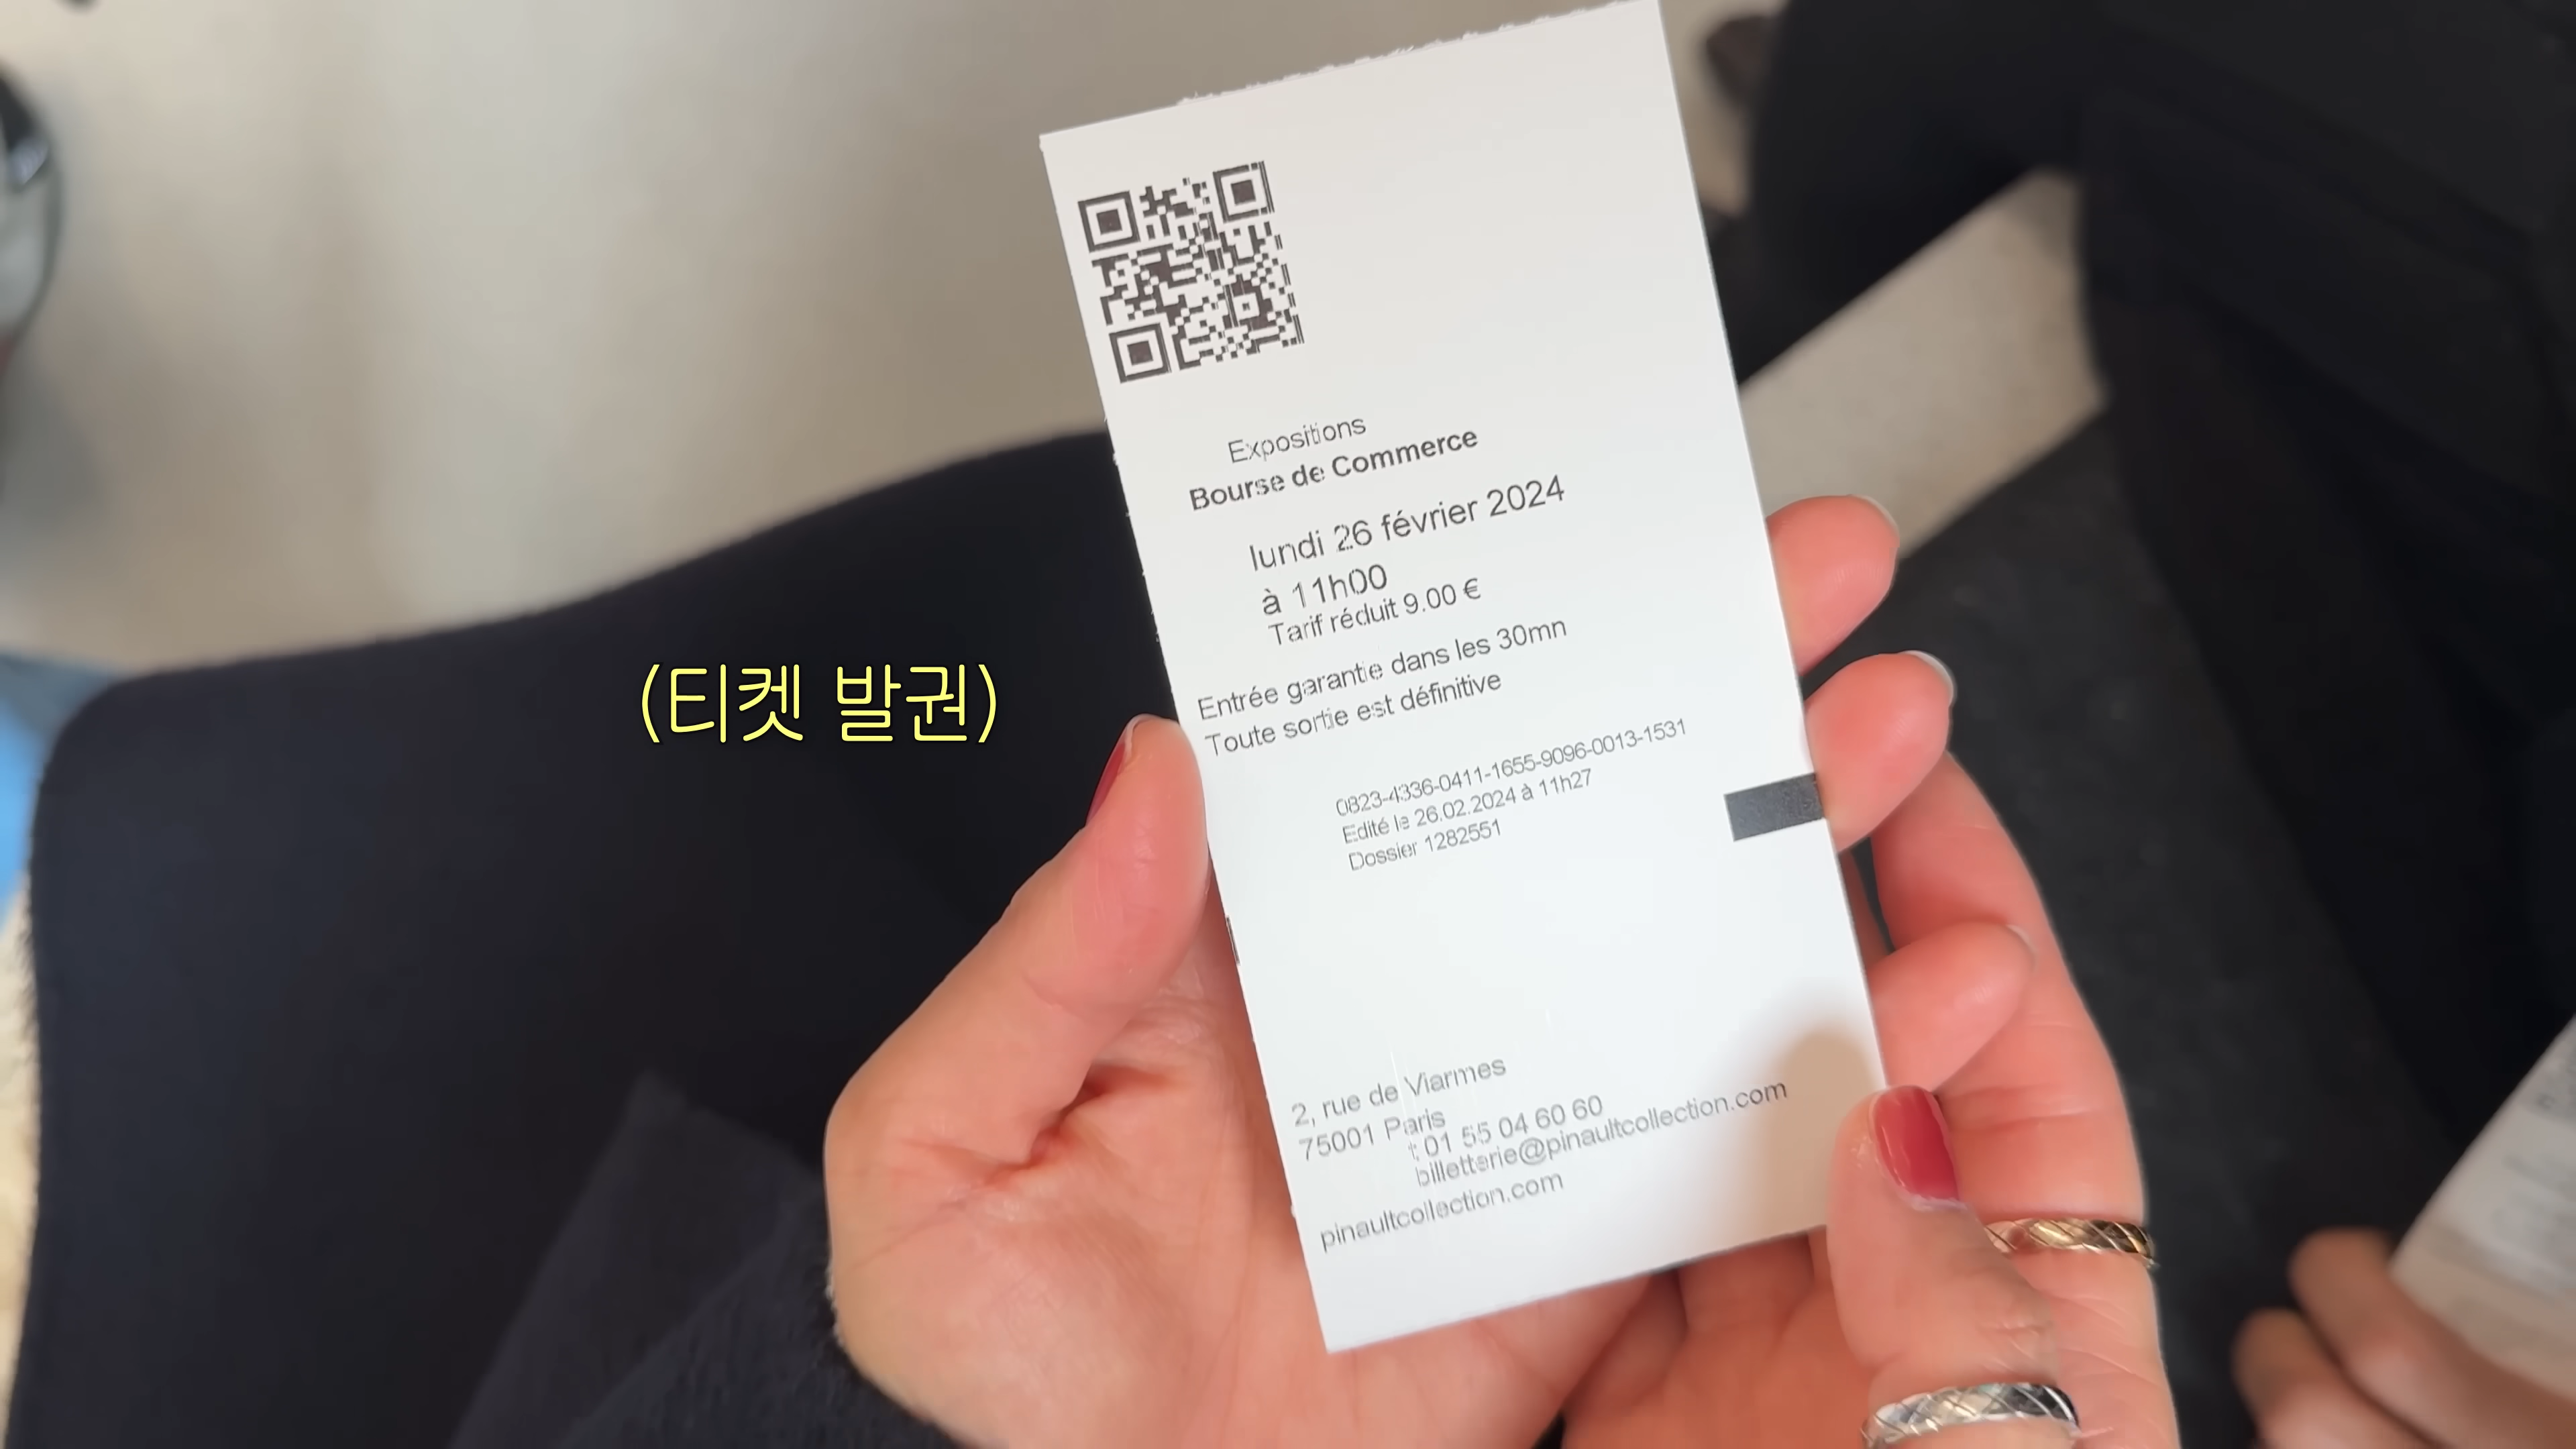 Expositions
Bourse de Commerce
lundi 26 février 2024
à 11h00
Tarif réduit 9.00 €
Entrée garantie dans les 30mn
Toute sortie est définitive
0823-4336-0411-1655-9096-0013-1531
Edité le 26.02.2024 à 11h27
Dossier 1282551
2, rue de Viarmes
75001 Paris
t 01 55 04 60 60
billetterie@pinaultcollection.com
pinaultcollection.com
(티켓 발권)